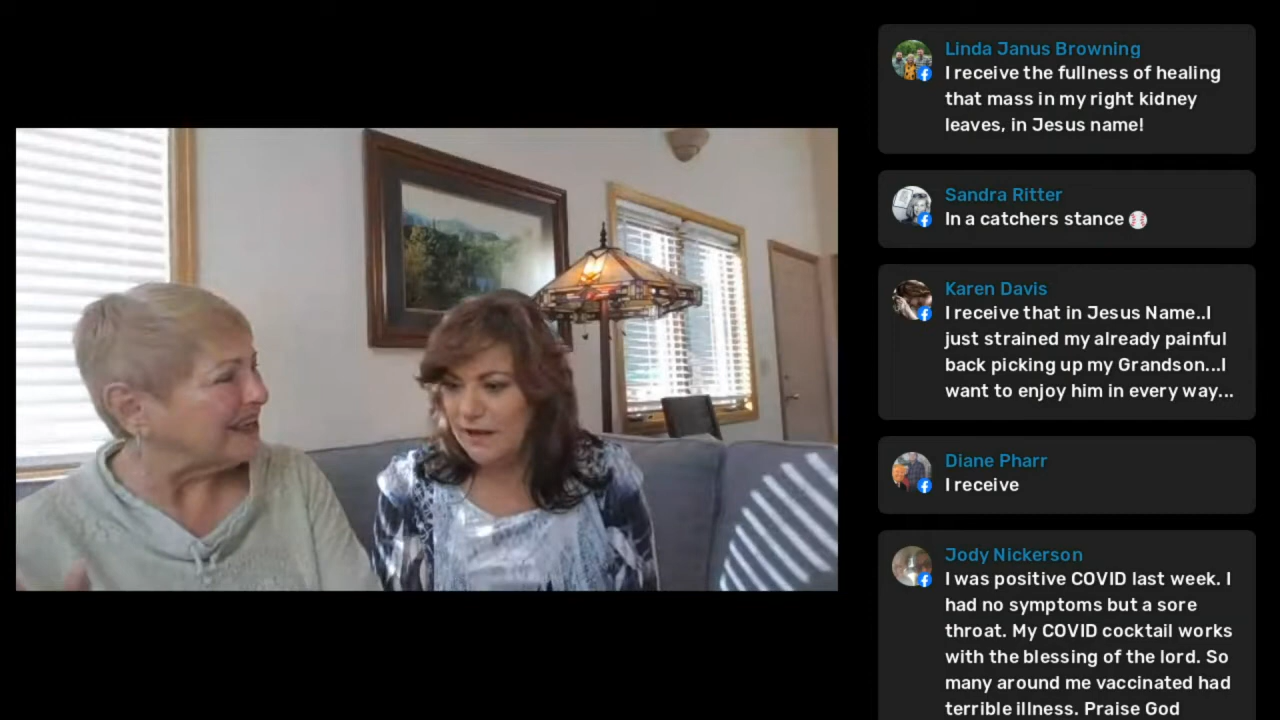 Linda Janus Browning
I receive the fullness of healing
that mass in my right kidney
leaves, in Jesus name!
Sandra Ritter
In a catchers stance ⚾
Karen Davis
I receive that in Jesus Name..I
just strained my already painful
back picking up my Grandson...I
want to enjoy him in every way...
Diane Pharr
I receive
Jody Nickerson
I was positive COVID last week. I
had no symptoms but a sore
throat. My COVID cocktail works
with the blessing of the lord. So
many around me vaccinated had
terrible illness. Praise God